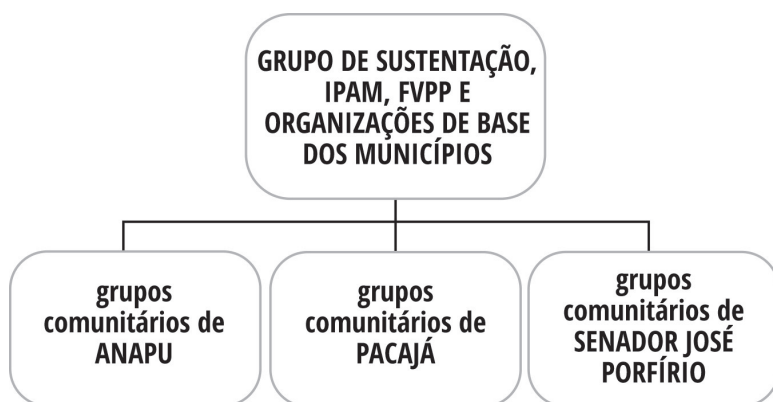 GRUPO DE SUSTENTAÇÃO,
IPAM, FVPP E
ORGANIZAÇÕES DE BASE
DOS MUNICÍPIOS
grupos
comunitários de
ANAPU
grupos
comunitários de
PACAJÁ
grupos
comunitários de
SENADOR JOSÉ
PORFÍRIO